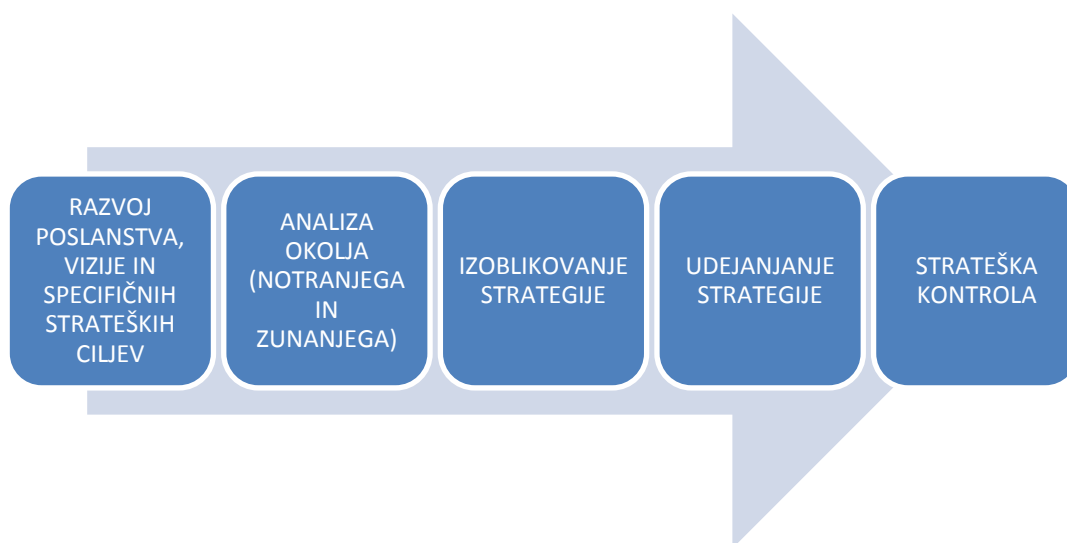 RAZVOJ
POSLANSTVA,
VIZIJE IN
SPECIFIČNIH
STRATEŠKIH
CILJEV
ANALIZA
OKOLJA
(NOTRANJEGA
IN
ZUNANJEGA)
IZOBLIKOVANJE
STRATEGIJE
UDEJANJANJE
STRATEGIJE
STRATEŠKA
KONTROLA